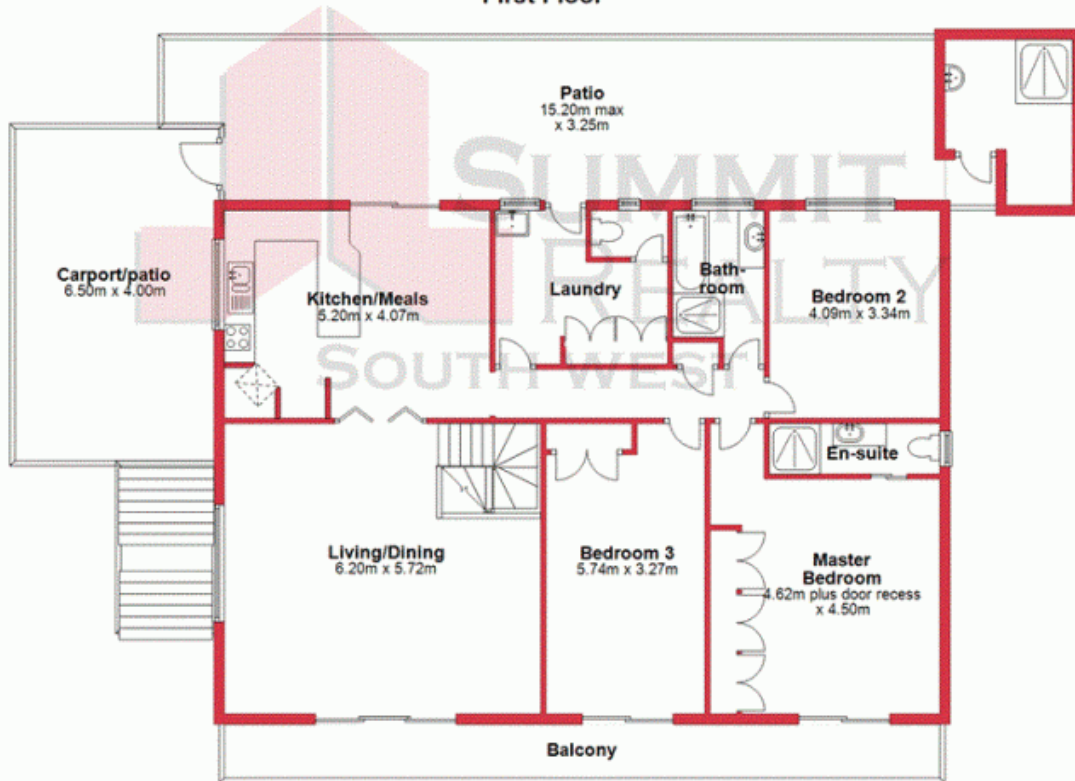 First Floor
Patio
15.20m max
x 3.25m
SUMMIT
REALTY
SOUTH WEST
Carport/patio
6.50m x 4.00m
Kitchen/Meals
5.20m x 4.07m
Laundry
Bath-
room
Bedroom 2
4.09m x 3.34m
En-suite
Living/Dining
6.20m x 5.72m
Bedroom 3
5.74m x 3.27m
Master
Bedroom
4.62m plus door recess
x 4.50m
Balcony